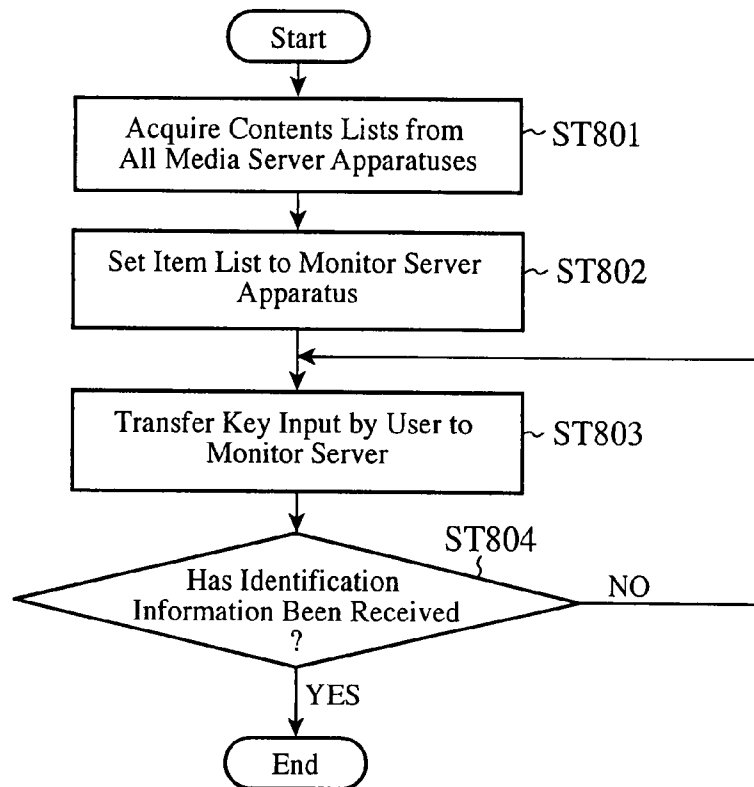 Start
Acquire Contents Lists from
All Media Server Apparatuses
ST801
Set Item List to Monitor Server
Apparatus
ST802
Transfer Key Input by User to
Monitor Server
ST803
ST804
Has Identification
Information Been Received
?
NO
YES
End